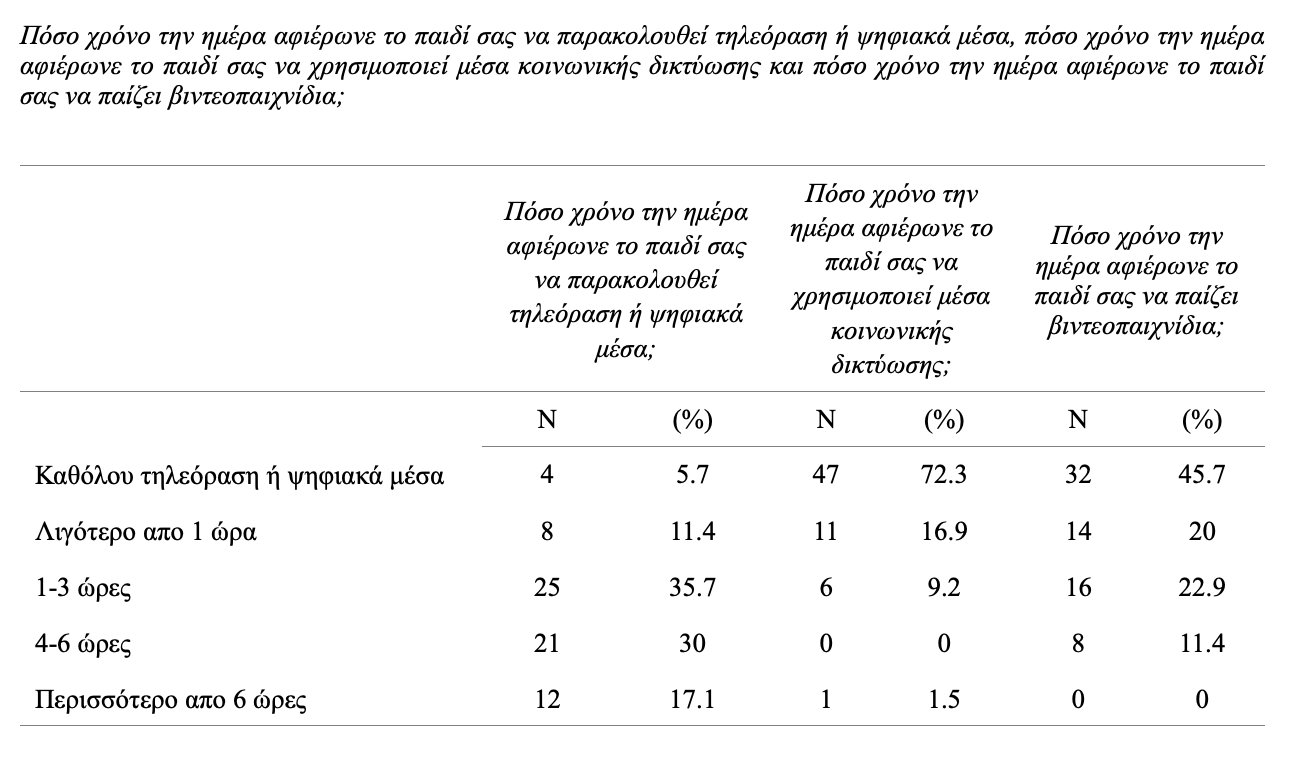 Πόσο χρόνο την ημέρα αφιέρωνε το παιδί σας να παρακολουθεί τηλεόραση ή ψηφιακά μέσα, πόσο χρόνο την ημέρα
αφιέρωνε το παιδί σας να χρησιμοποιεί μέσα κοινωνικής δικτύωσης και πόσο χρόνο την ημέρα αφιέρωνε το παιδί
σας να παίζει βιντεοπαιχνίδια;
Πόσο χρόνο την ημέρα
αφιέρωνε το παιδί σας
να παρακολουθεί
τηλεόραση ή ψηφιακά
μέσα;
Πόσο χρόνο την
ημέρα αφιέρωνε το
παιδί σας να
χρησιμοποιεί μέσα
κοινωνικής
δικτύωσης;
Πόσο χρόνο την
ημέρα αφιέρωνε το
παιδί σας να παίζει
βιντεοπαιχνίδια;
N (%) N (%) N (%)
Καθόλου τηλεόραση ή ψηφιακά μέσα 4 5.7 47 72.3 32 45.7
Λιγότερο απο 1 ώρα 8 11.4 11 16.9 14 20
1-3 ώρες 25 35.7 6 9.2 16 22.9
4-6 ώρες 21 30 0 0 8 11.4
Περισσότερο απο 6 ώρες 12 17.1 1 1.5 0 0